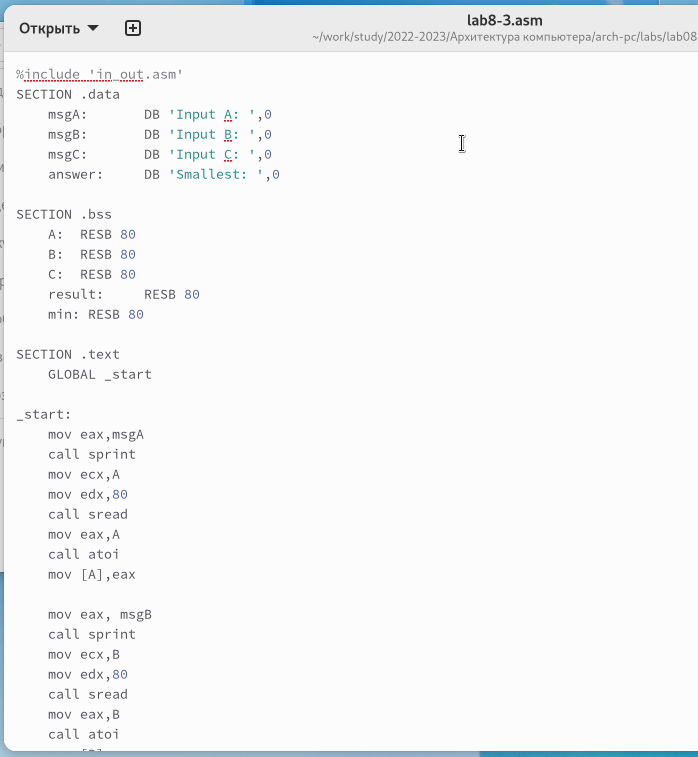 Открыть
lab8-3.asm
~/work/study/2022-2023/Архитектура компьютера/arch-pc/labs/lab08
%include 'in_out.asm'
SECTION .data
msgA: DB 'Input A: ',0
msgB: DB 'Input B: ',0
msgC: DB 'Input C: ',0
answer: DB 'Smallest: ',0
SECTION .bss
A: RESB 80
B: RESB 80
C: RESB 80
result: RESB 80
min: RESB 80
SECTION .text
GLOBAL _start
_start:
mov eax,msgA
call sprint
mov ecx,A
mov edx,80
call sread
mov eax,A
call atoi
mov [A],eax
mov eax, msgB
call sprint
mov ecx,B
mov edx,80
call sread
mov eax,B
call atoi